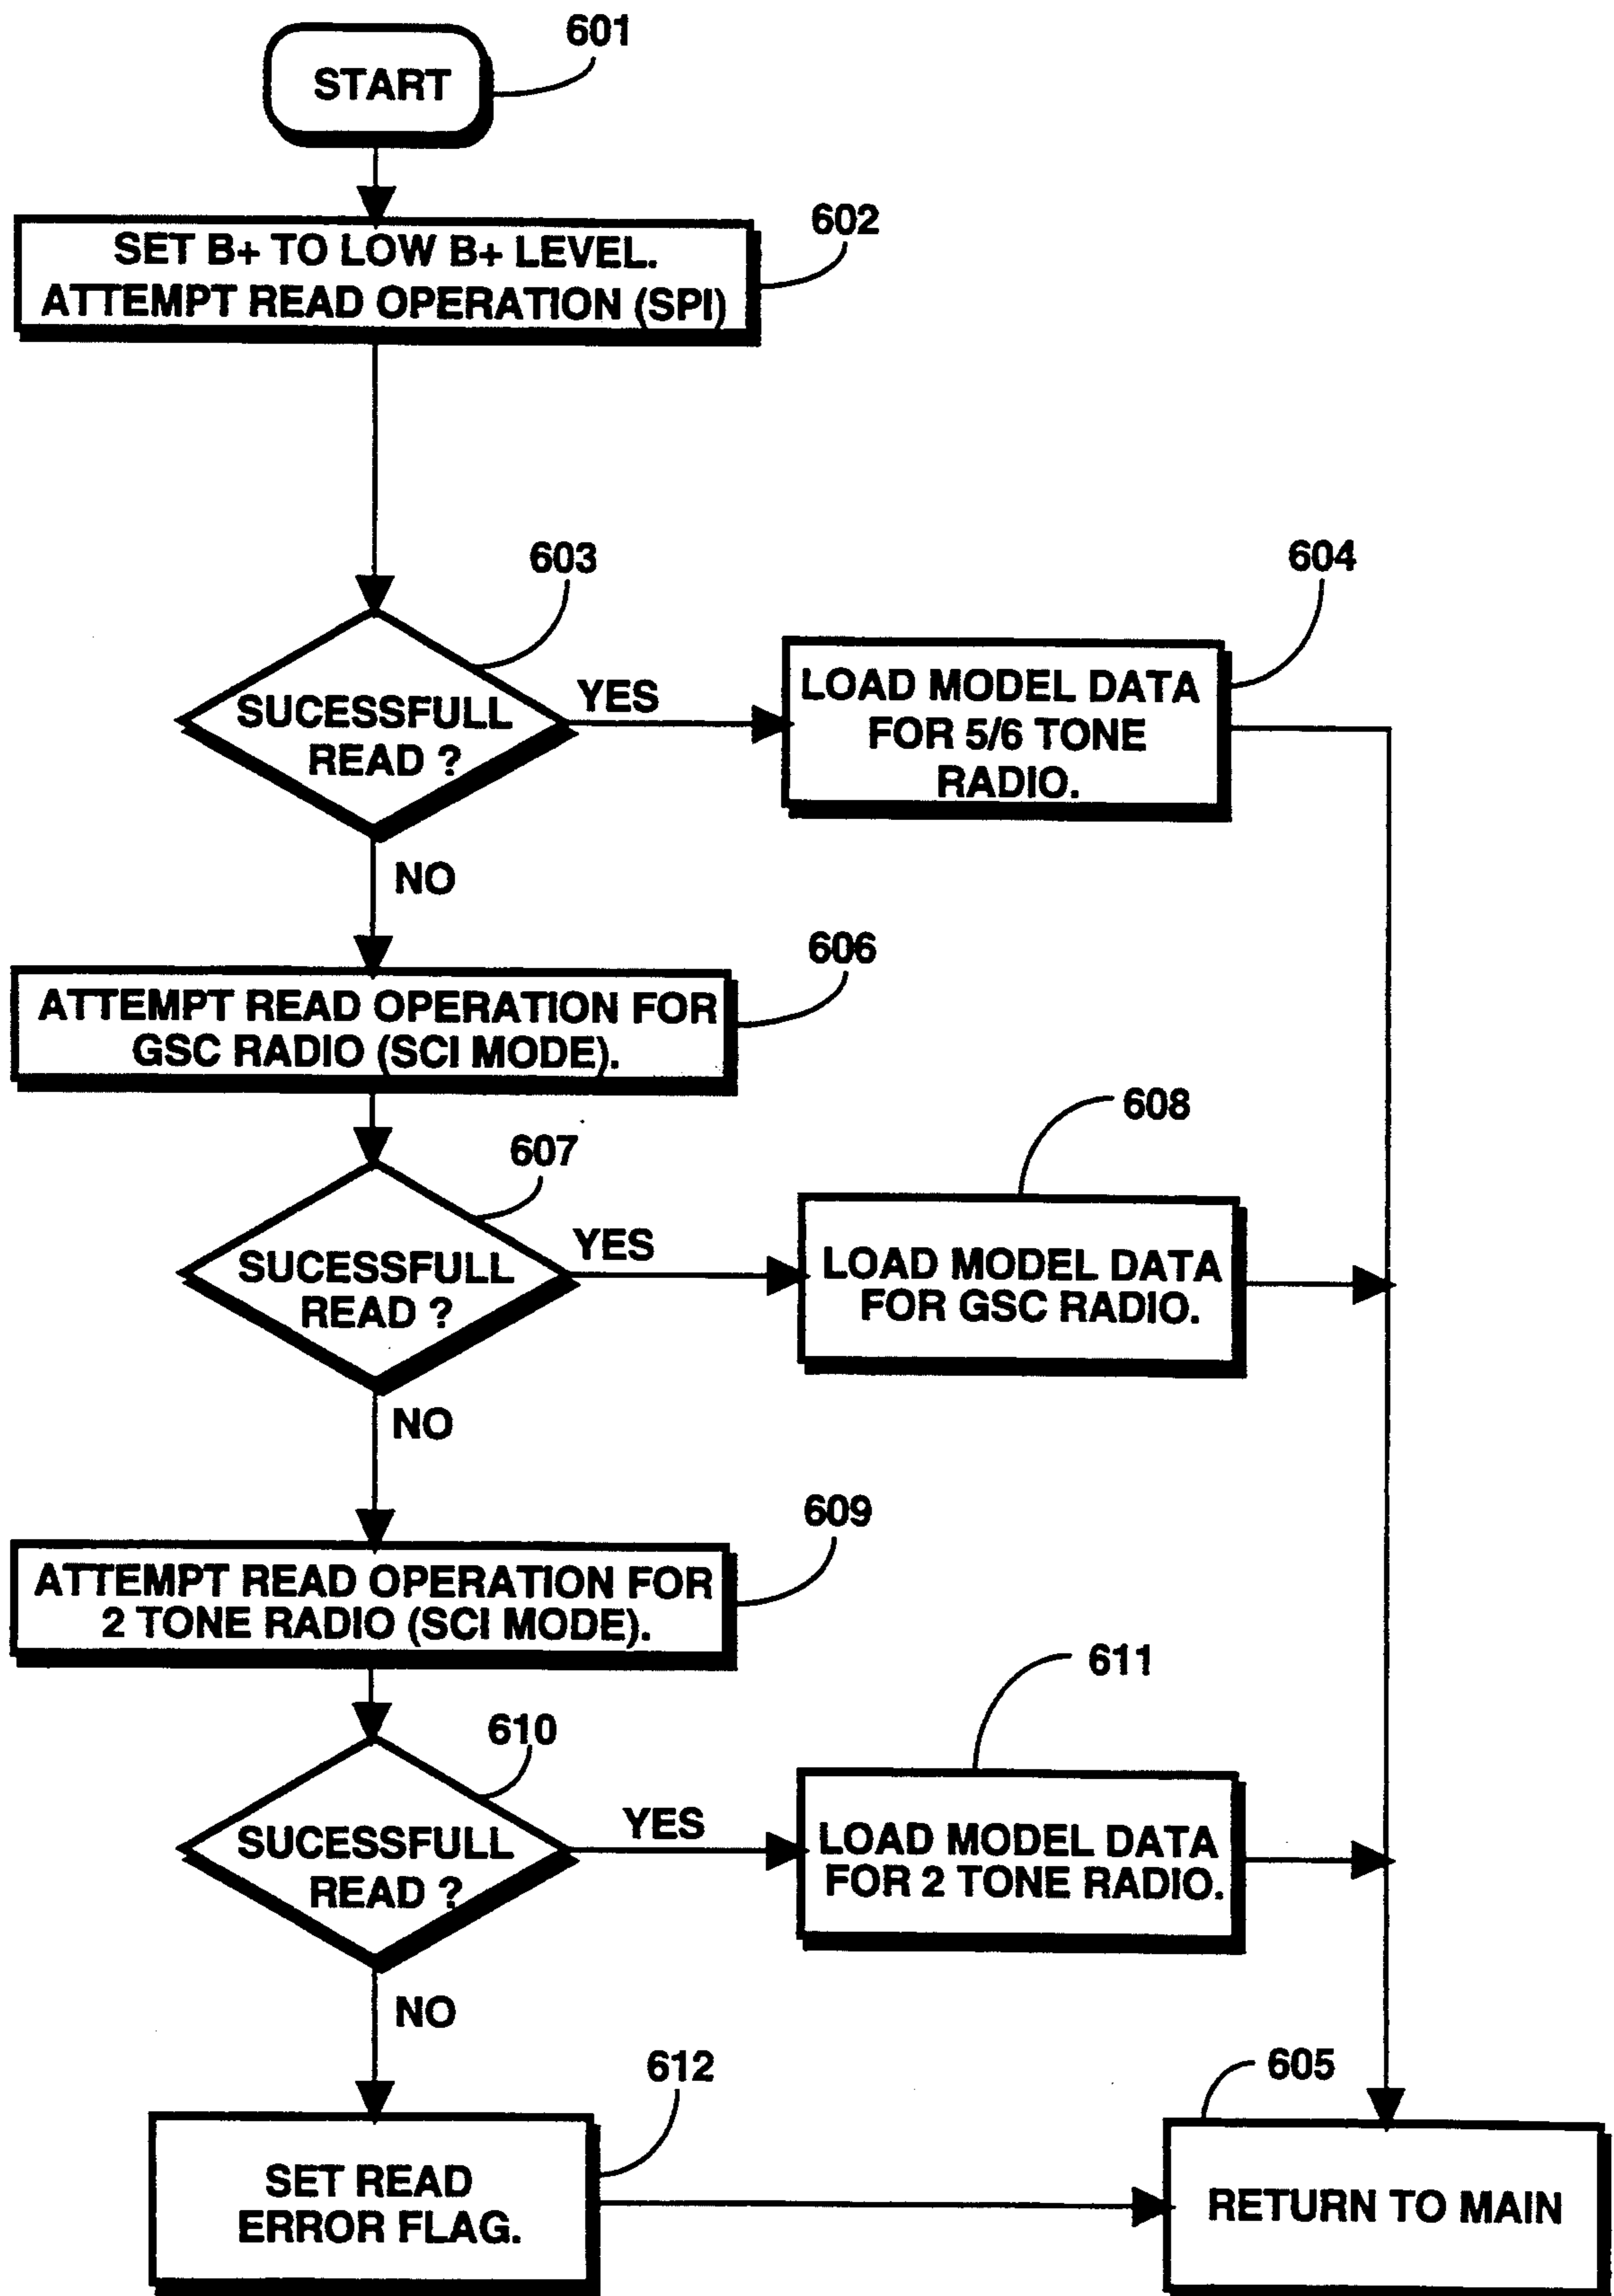 601
START
602
SET B+ TO LOW B+ LEVEL.
ATTEMPT READ OPERATION (SPI)
603
604
SUCESSFULL
READ ?
YES
LOAD MODEL DATA
FOR 5/6 TONE
RADIO.
NO
606
ATTEMPT READ OPERATION FOR
GSC RADIO (SCI MODE).
607
608
SUCESSFULL
READ ?
YES
LOAD MODEL DATA
FOR GSC RADIO.
NO
609
ATTEMPT READ OPERATION FOR
2 TONE RADIO (SCI MODE).
610
611
SUCESSFULL
READ ?
YES
LOAD MODEL DATA
FOR 2 TONE RADIO.
NO
612
605
SET READ
ERROR FLAG.
RETURN TO MAIN